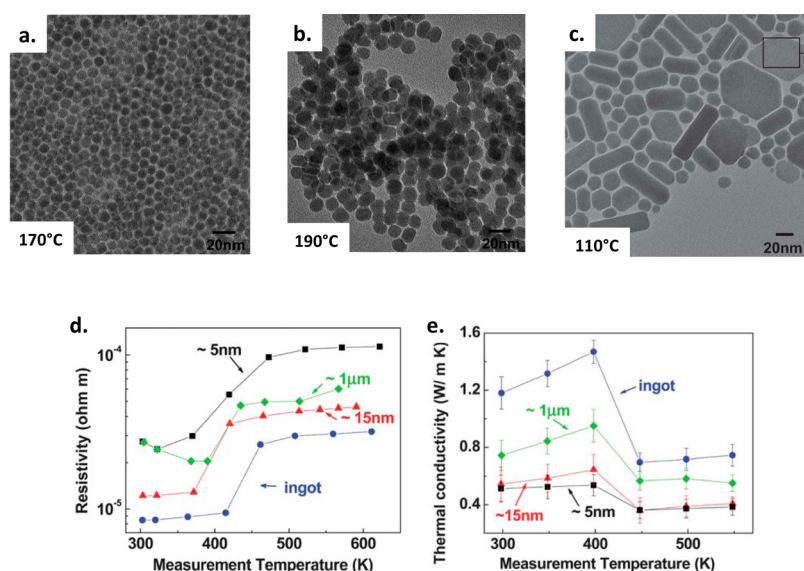 a.
170°C
20nm
b.
190°C
20nm
c.
110°C
20nm
d.
10⁻⁴
10⁻⁵
Resistivity (ohm m)
~ 5nm
~ 1μm
~ 15nm
ingot
300 400 500 600
Measurement Temperature (K)
e.
1.6
1.2
0.8
0.4
Thermal conductivity (W/ m K)
ingot
~ 1μm
~15nm
~ 5nm
300 400 500
Measurement Temperature (K)